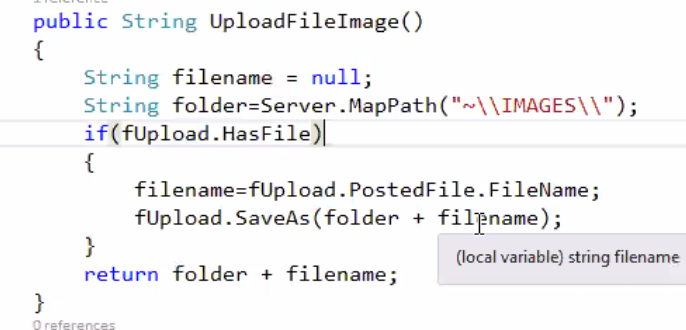 public String UploadFileImage()
{
String filename = null;
String folder=Server.MapPath("~\\IMAGES\\");
if(fUpload.HasFile)
{
filename=fUpload.PostedFile.FileName;
fUpload.SaveAs(folder + filename);
}
(local variable) string filename
return folder + filename;
}
0 references